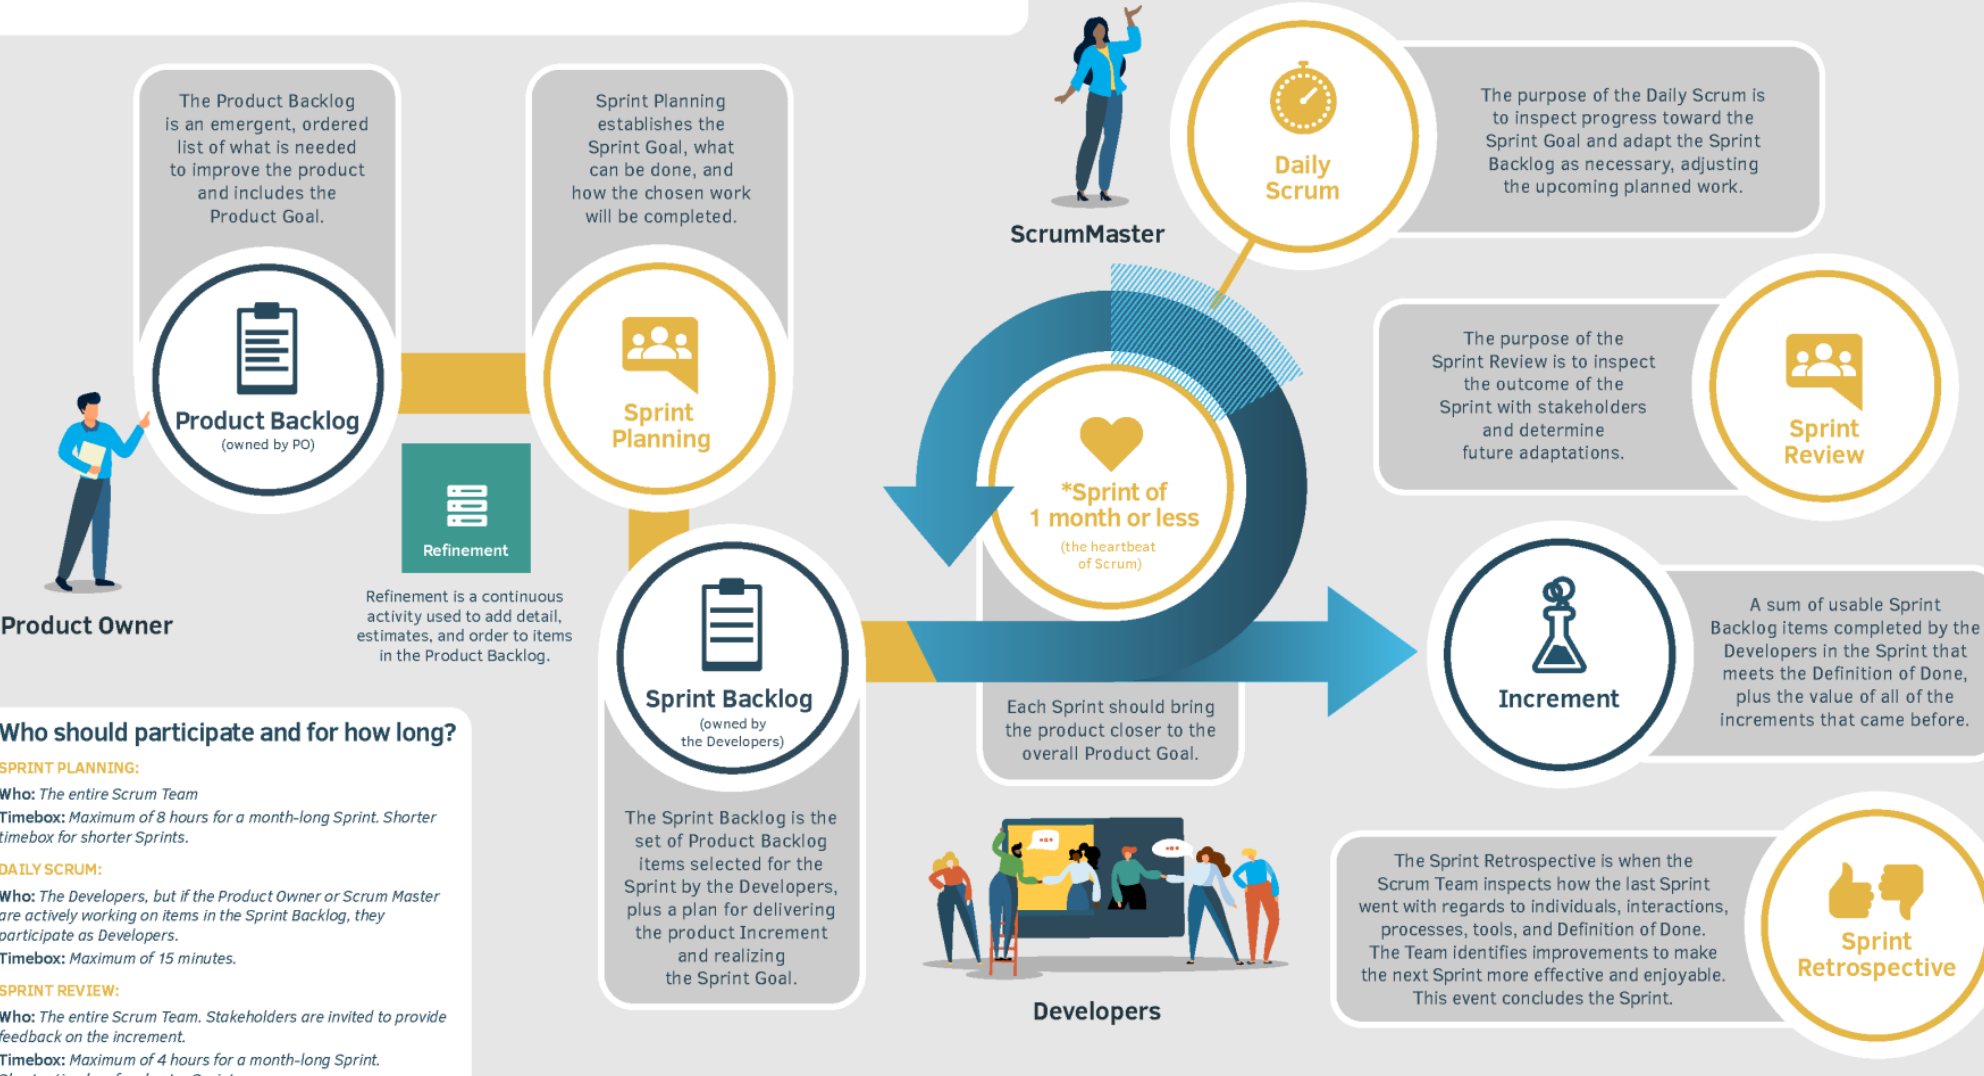 The Product Backlog
is an emergent, ordered
list of what is needed
to improve the product
and includes the
Product Goal.
Product Backlog
(owned by PO)
Product Owner
Sprint Planning
establishes the
Sprint Goal, what
can be done, and
how the chosen work
will be completed.
Sprint
Planning
Refinement
Refinement is a continuous
activity used to add detail,
estimates, and order to items
in the Product Backlog.
Sprint Backlog
(owned by
the Developers)
The Sprint Backlog is the
set of Product Backlog
items selected for the
Sprint by the Developers,
plus a plan for delivering
the product Increment
and realizing
the Sprint Goal.
ScrumMaster
Daily
Scrum
The purpose of the Daily Scrum is
to inspect progress toward the
Sprint Goal and adapt the Sprint
Backlog as necessary, adjusting
the upcoming planned work.
*Sprint of
1 month or less
(the heartbeat
of Scrum)
Each Sprint should bring
the product closer to the
overall Product Goal.
Developers
The purpose of the
Sprint Review is to inspect
the outcome of the
Sprint with stakeholders
and determine
future adaptations.
Sprint
Review
Increment
A sum of usable Sprint
Backlog items completed by the
Developers in the Sprint that
meets the Definition of Done,
plus the value of all of the
increments that came before.
The Sprint Retrospective is when the
Scrum Team inspects how the last Sprint
went with regards to individuals, interactions,
processes, tools, and Definition of Done.
The Team identifies improvements to make
the next Sprint more effective and enjoyable.
This event concludes the Sprint.
Sprint
Retrospective
Who should participate and for how long?
SPRINT PLANNING:
Who: The entire Scrum Team
Timebox: Maximum of 8 hours for a month-long Sprint. Shorter
timebox for shorter Sprints.
DAILY SCRUM:
Who: The Developers, but if the Product Owner or Scrum Master
are actively working on items in the Sprint Backlog, they
participate as Developers.
Timebox: Maximum of 15 minutes.
SPRINT REVIEW:
Who: The entire Scrum Team. Stakeholders are invited to provide
feedback on the increment.
Timebox: Maximum of 4 hours for a month-long Sprint.